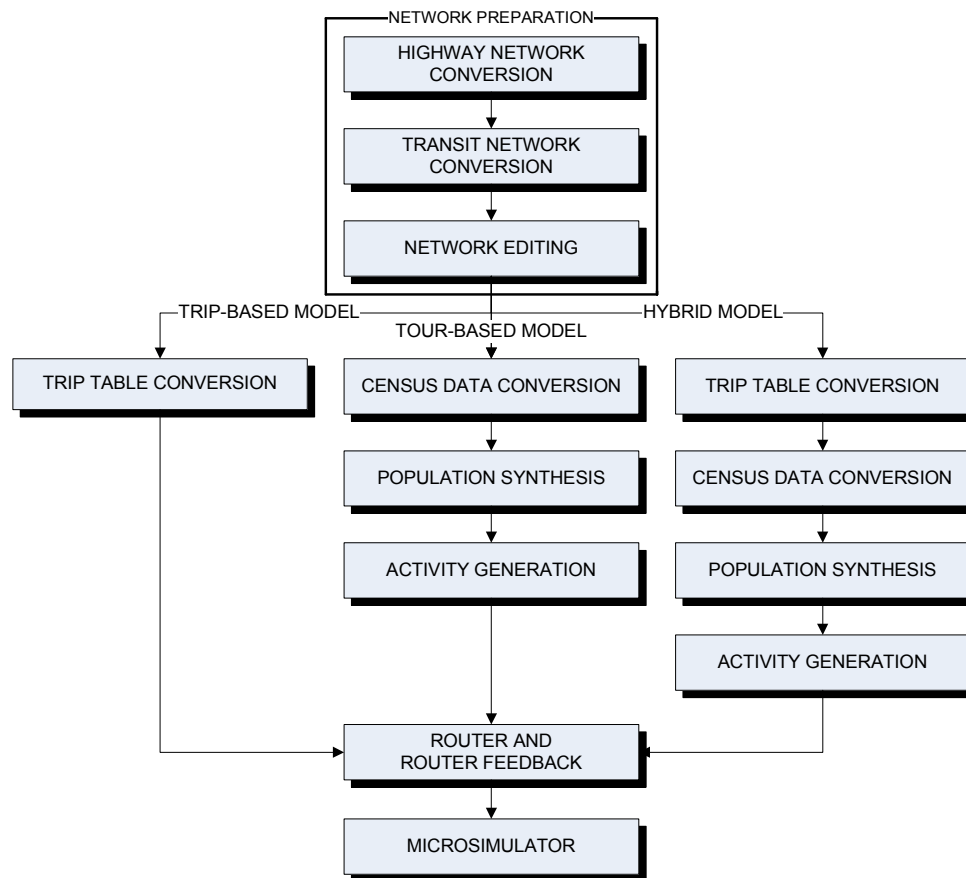 NETWORK PREPARATION
HIGHWAY NETWORK
CONVERSION
TRANSIT NETWORK
CONVERSION
NETWORK EDITING
TRIP-BASED MODEL
TOUR-BASED MODEL
HYBRID MODEL
TRIP TABLE CONVERSION
CENSUS DATA CONVERSION
TRIP TABLE CONVERSION
POPULATION SYNTHESIS
CENSUS DATA CONVERSION
ACTIVITY GENERATION
POPULATION SYNTHESIS
ACTIVITY GENERATION
ROUTER AND
ROUTER FEEDBACK
MICROSIMULATOR